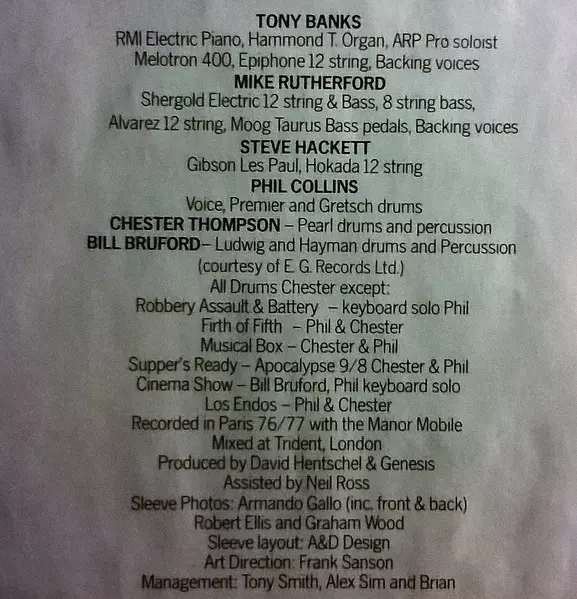 TONY BANKS
RMI Electric Piano, Hammond T. Organ, ARP Pro soloist
Melotron 400, Epiphone 12 string, Backing voices
MIKE RUTHERFORD
Shergold Electric 12 string & Bass, 8 string bass,
Alvarez 12 string, Moog Taurus Bass pedals, Backing voices
STEVE HACKETT
Gibson Les Paul, Hokada 12 string
PHIL COLLINS
Voice, Premier and Gretsch drums
CHESTER THOMPSON – Pearl drums and percussion
BILL BRUFORD – Ludwig and Hayman drums and Percussion
(courtesy of E. G. Records Ltd.)
All Drums Chester except:
Robbery Assault & Battery – keyboard solo Phil
Firth of Fifth – Phil & Chester
Musical Box – Chester & Phil
Supper's Ready – Apocalypse 9/8 Chester & Phil
Cinema Show – Bill Bruford, Phil keyboard solo
Los Endos – Phil & Chester
Recorded in Paris 76/77 with the Manor Mobile
Mixed at Trident, London
Produced by David Hentschel & Genesis
Assisted by Neil Ross
Sleeve Photos: Armando Gallo (inc. front & back)
Robert Ellis and Graham Wood
Sleeve layout: A&D Design
Art Direction: Frank Sanson
Management: Tony Smith, Alex Sim and Brian